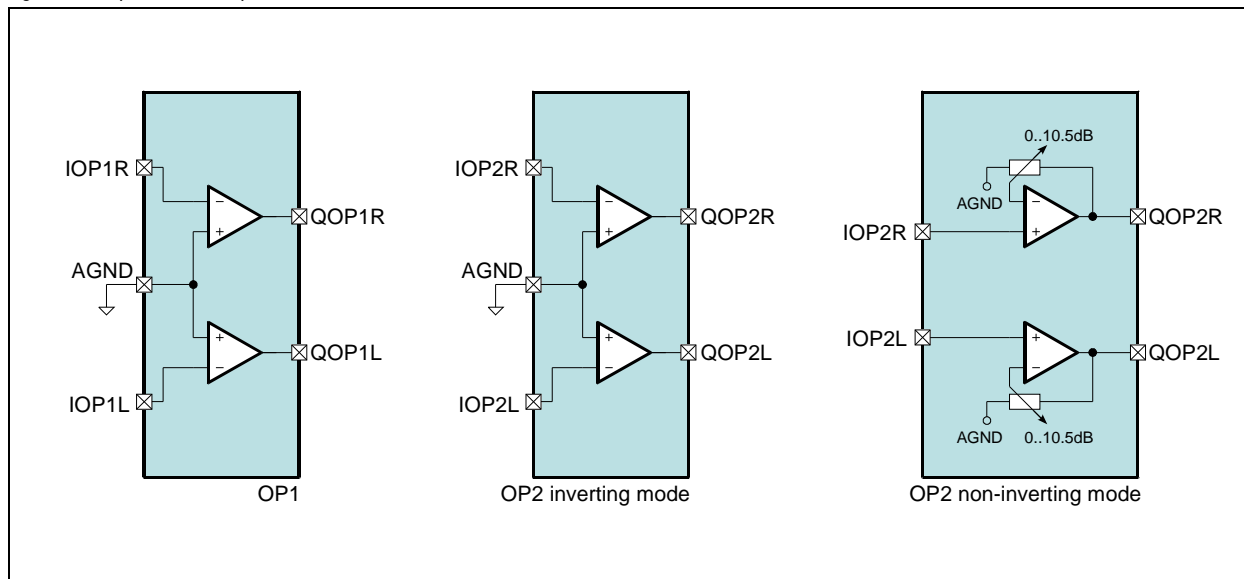 IOP1R
−
+
QOP1R
AGND
+
−
QOP1L
IOP1L
OP1
IOP2R
−
+
QOP2R
AGND
+
−
QOP2L
IOP2L
OP2 inverting mode
0..10.5dB
AGND
−
+
QOP2R
IOP2R
IOP2L
+
−
QOP2L
AGND
0..10.5dB
OP2 non-inverting mode